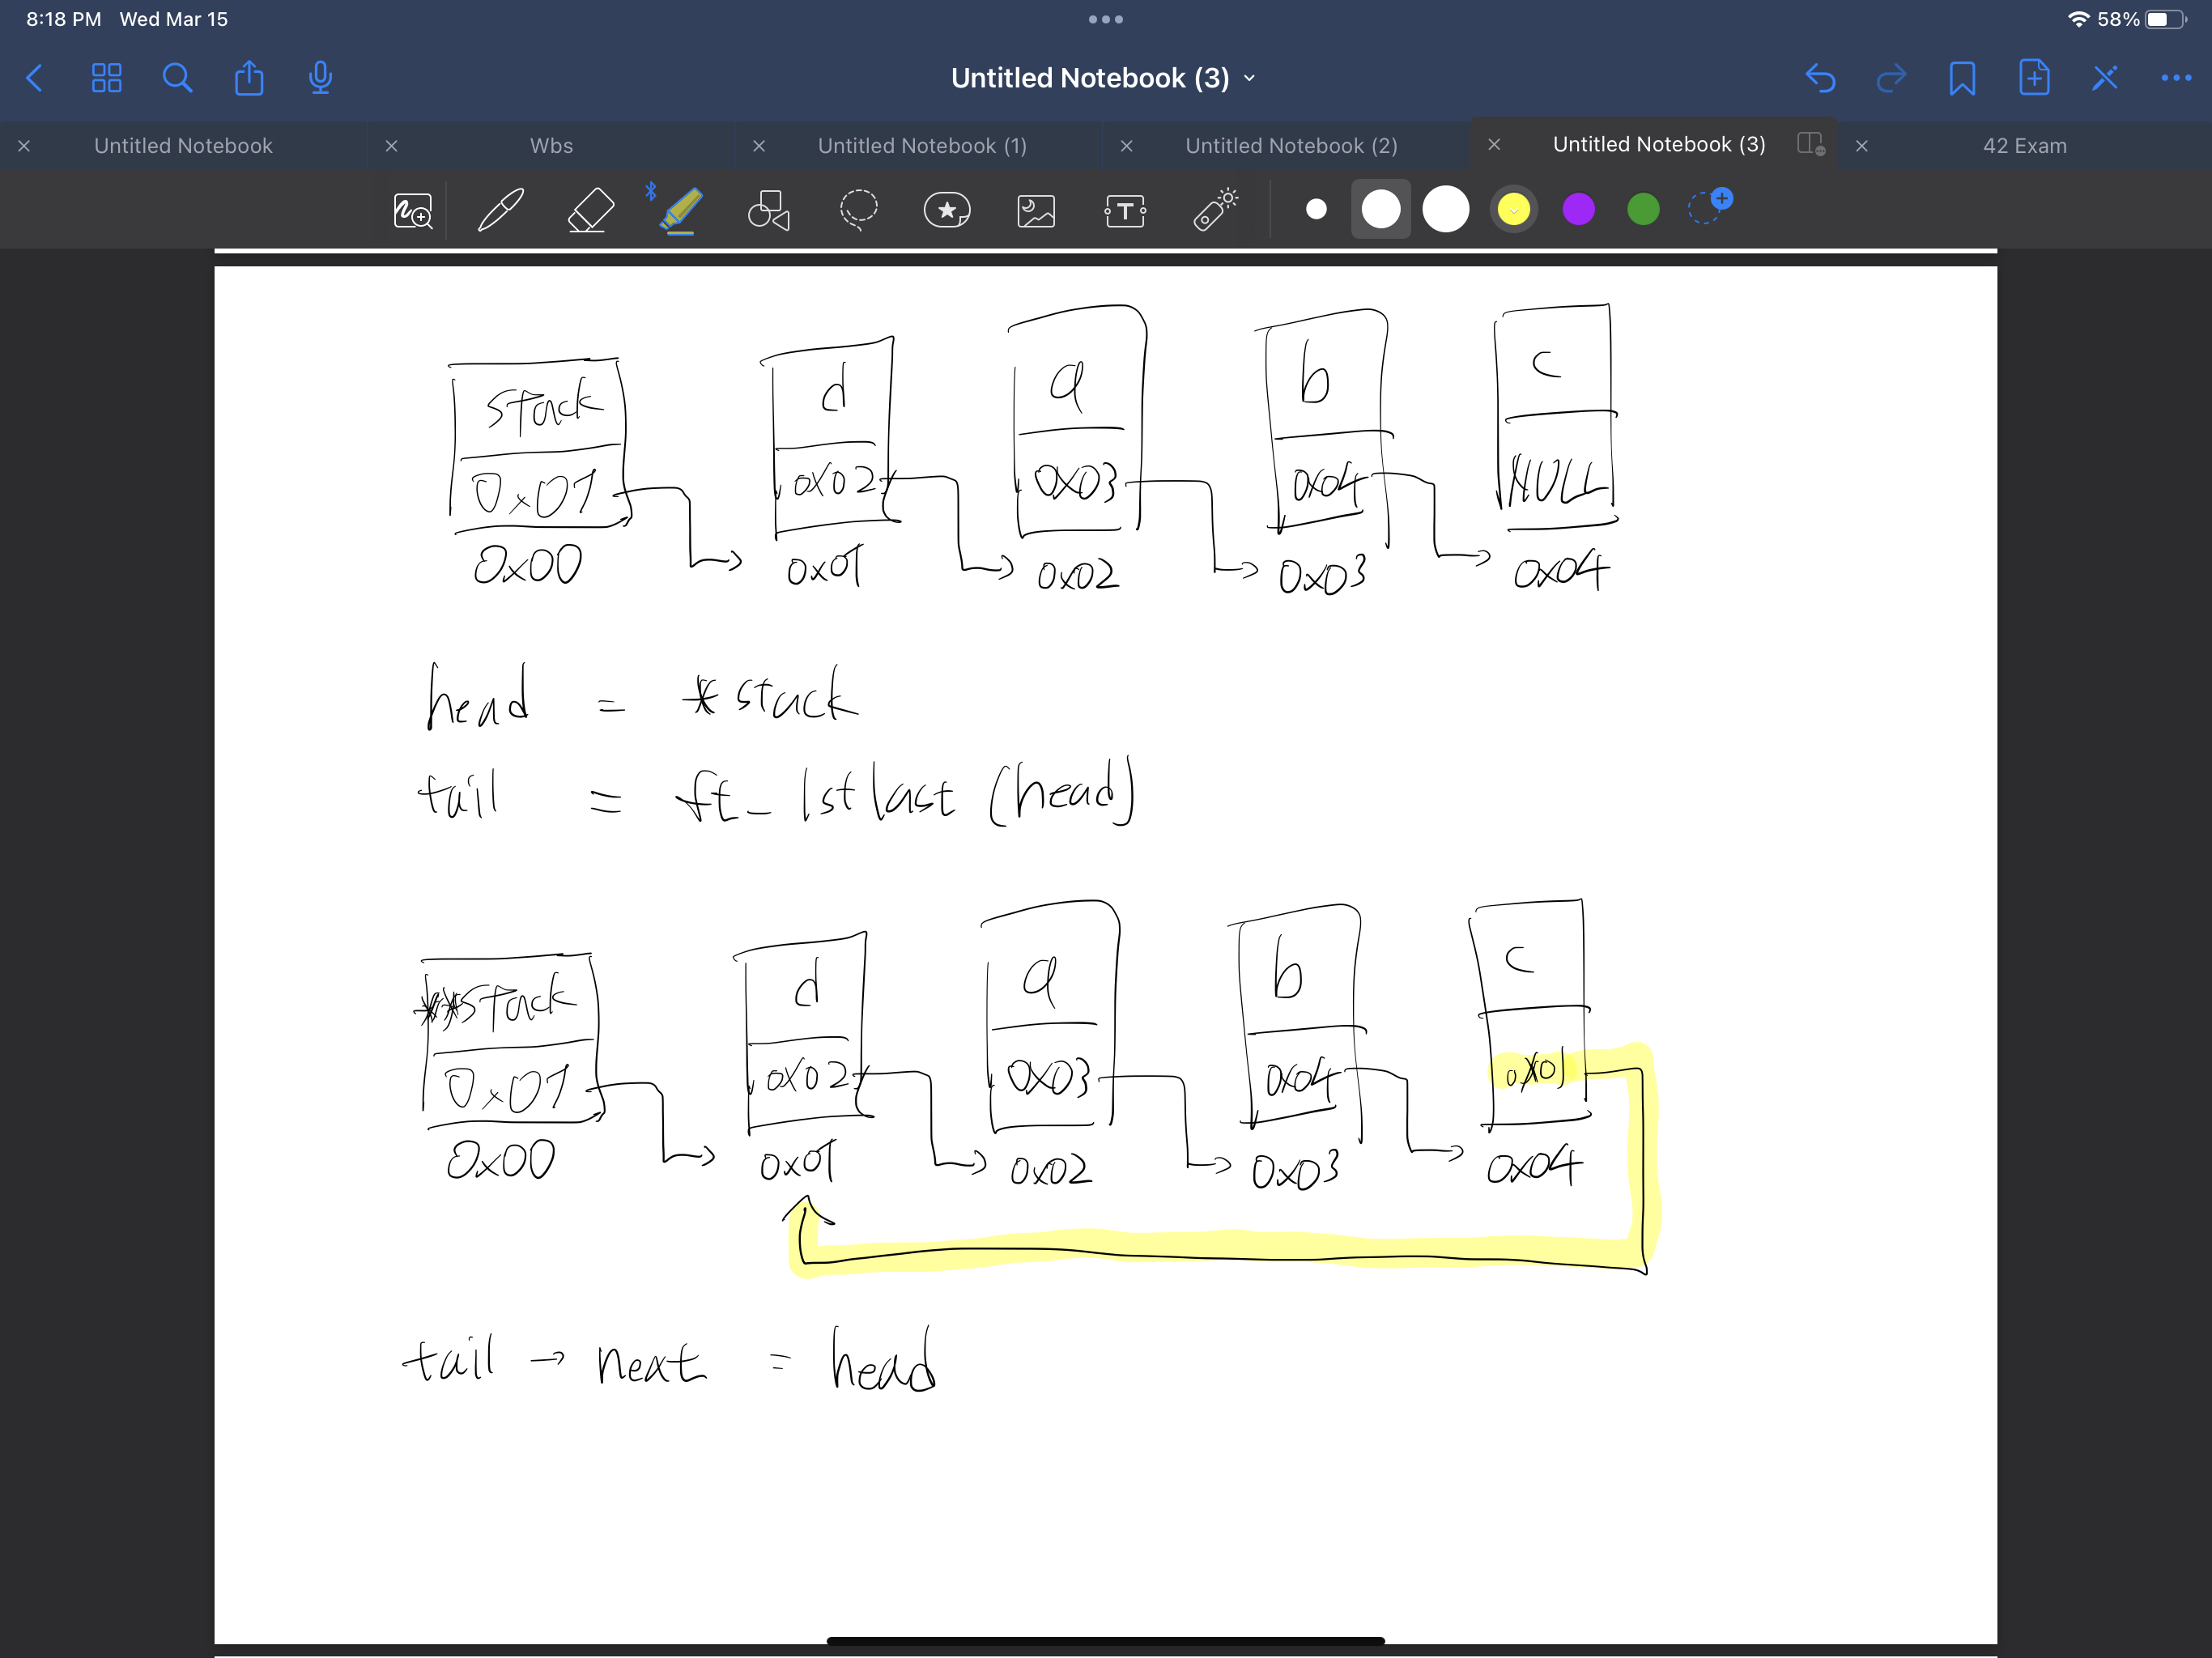 8:18 PM Wed Mar 15
58%
Untitled Notebook (3)
Untitled Notebook Wbs Untitled Notebook (1) Untitled Notebook (2) Untitled Notebook (3) 42 Exam
stack d a b c
0x01 0x02 0x03 0x04 NULL
0x00 0x01 0x02 0x03 0x04
head = *stack
tail = ft_lstlast (head)
**stack d a b c
0x01 0x02 0x03 0x04 0x01
0x00 0x01 0x02 0x03 0x04
tail → next = head